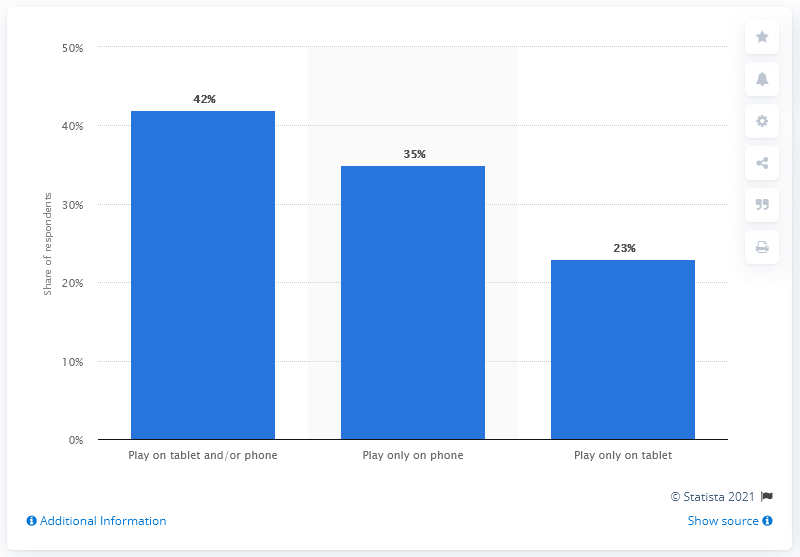 50%
42%
40%
35%
30%
23%
20%
10%
0%
Share of respondents
Play on tablet and/or phone
Play only on phone
Play only on tablet
© Statista 2021
Additional Information
Show source